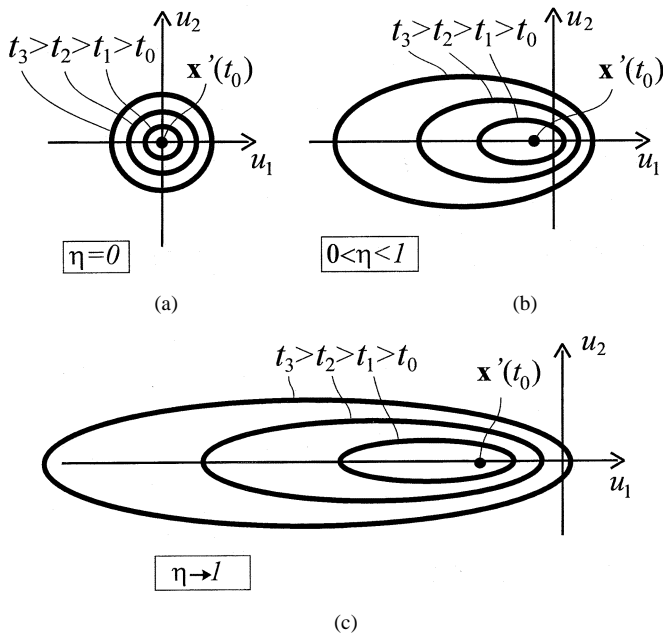 u₂
t₃>t₂>t₁>t₀
x'(t₀)
u₁
η=0
(a)
u₂
t₃>t₂>t₁>t₀
x'(t₀)
u₁
0<η<1
(b)
u₂
t₃>t₂>t₁>t₀
x'(t₀)
u₁
η→1
(c)